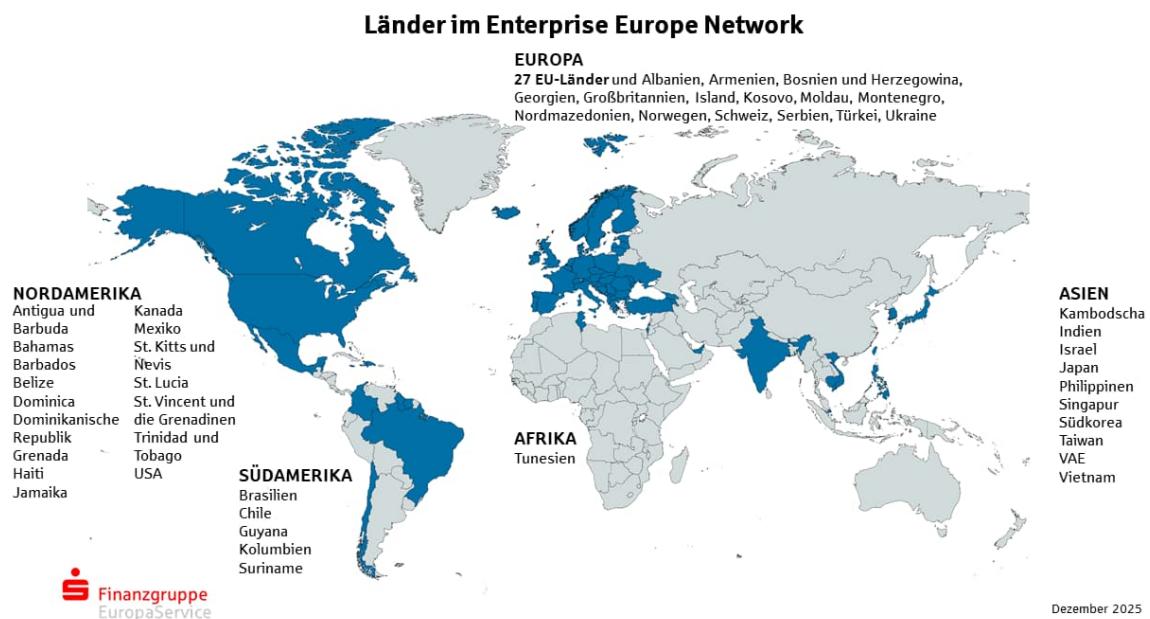 Länder im Enterprise Europe Network
EUROPA
27 EU-Länder und Albanien, Armenien, Bosnien und Herzegowina,
Georgien, Großbritannien, Island, Kosovo, Moldau, Montenegro,
Nordmazedonien, Norwegen, Schweiz, Serbien, Türkei, Ukraine
NORDAMERIKA
Antigua und
Barbuda
Bahamas
Barbados
Belize
Dominica
Dominikanische
Republik
Grenada
Haiti
Jamaika
Kanada
Mexiko
St. Kitts und
Nevis
St. Lucia
St. Vincent und
die Grenadinen
Trinidad und
Tobago
USA
SÜDAMERIKA
Brasilien
Chile
Guyana
Kolumbien
Suriname
AFRIKA
Tunesien
ASIEN
Kambodscha
Indien
Israel
Japan
Philippinen
Singapur
Südkorea
Taiwan
VAE
Vietnam
Finanzgruppe
EuropaService
Dezember 2025